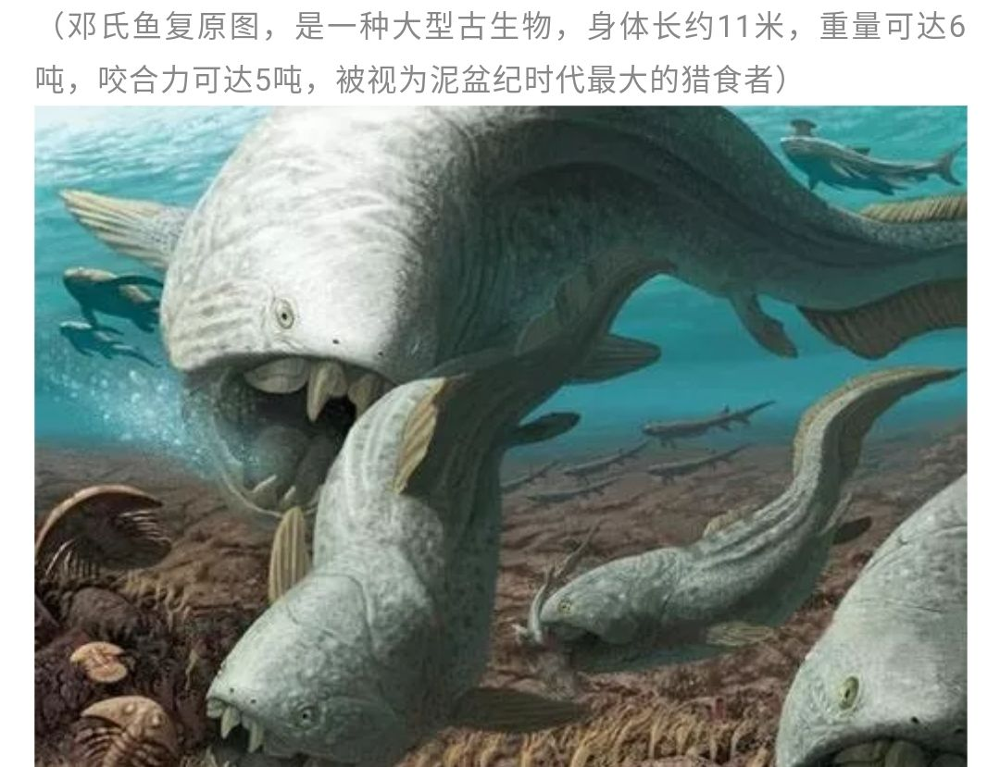 （邓氏鱼复原图，是一种大型古生物，身体长约11米，重量可达6
吨，咬合力可达5吨，被视为泥盆纪时代最大的猎食者）